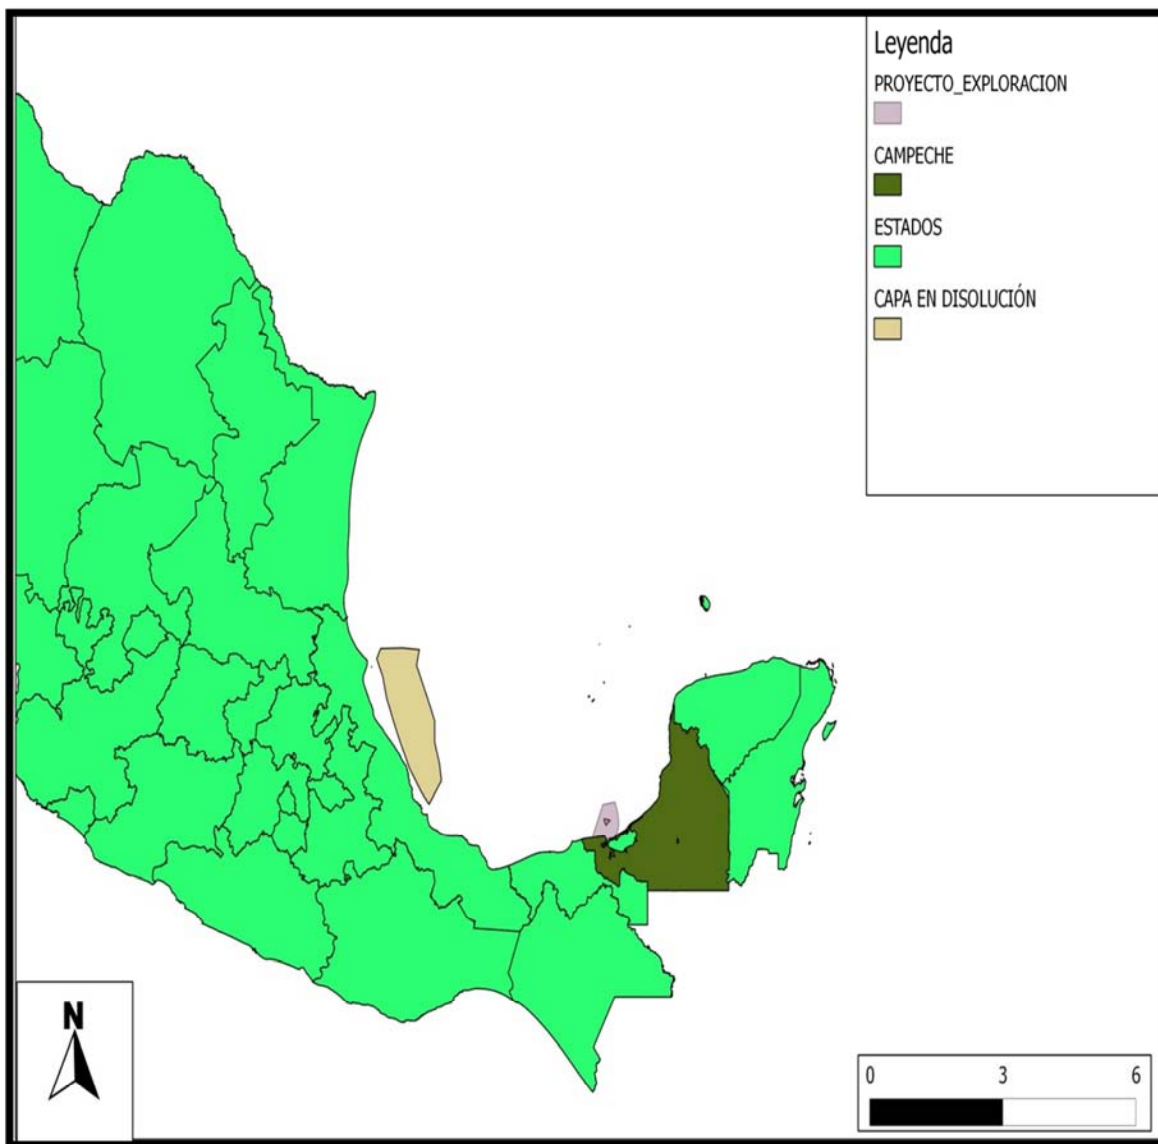 Leyenda
PROYECTO_EXPLORACION
CAMPECHE
ESTADOS
CAPA EN DISOLUCIÓN
N
0 3 6